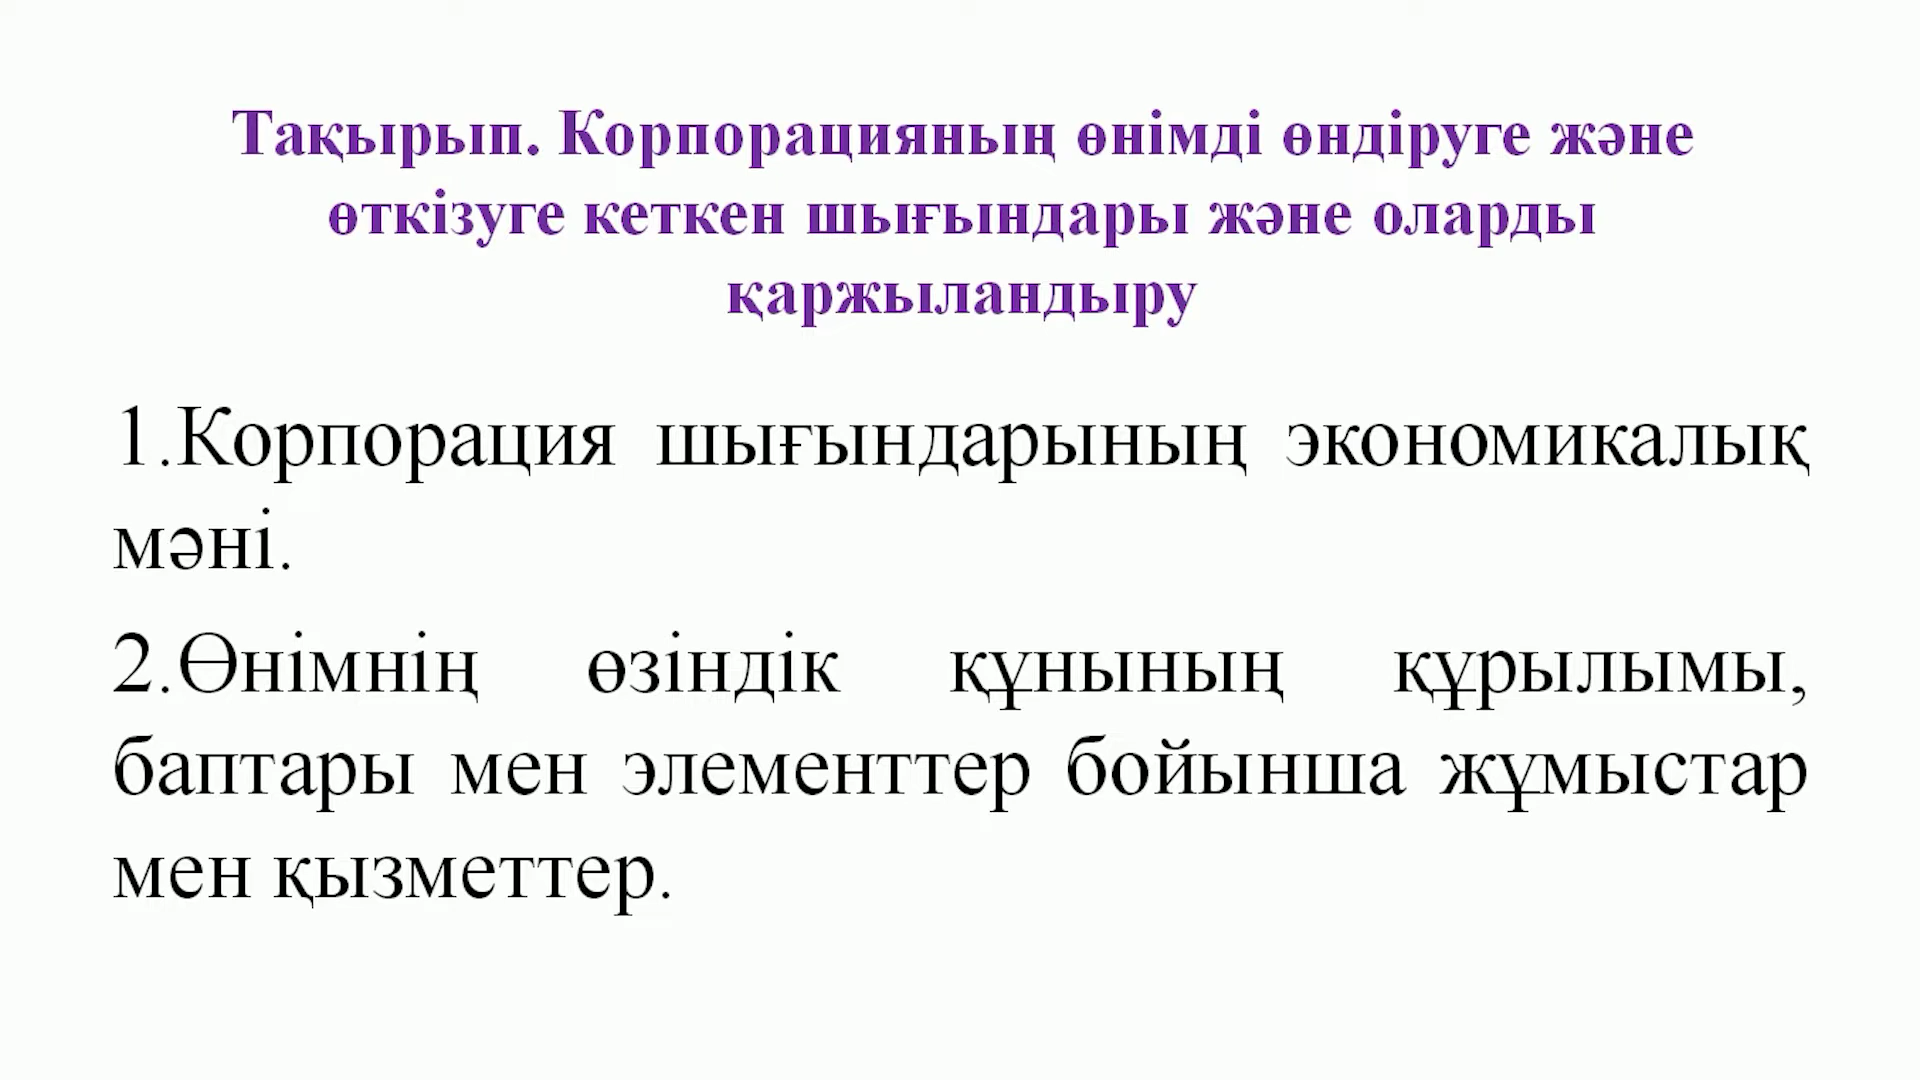 Тақырып. Корпорацияның өнімді өндіруге және
өткізуге кеткен шығындары және оларды
қаржыландыру
1.Корпорация шығындарының экономикалық
мәні.
2.Өнімнің өзіндік құнының құрылымы,
баптары мен элементтер бойынша жұмыстар
мен қызметтер.